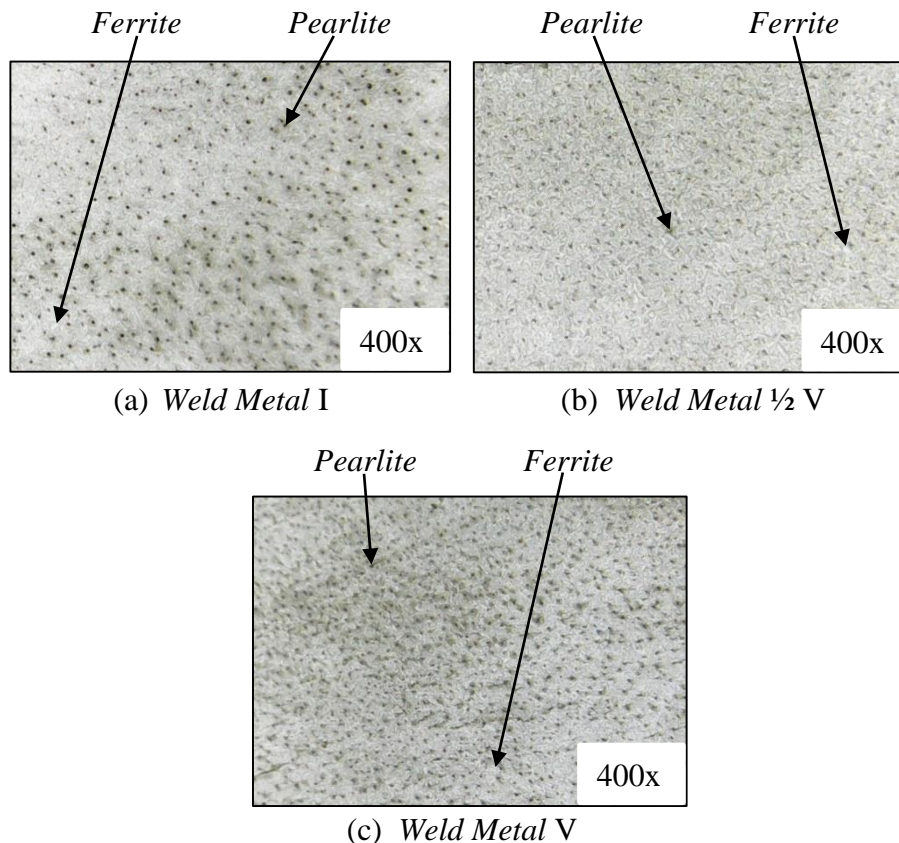 Ferrite Pearlite
Pearlite Ferrite
400x
400x
(a) Weld Metal I
(b) Weld Metal ½ V
Pearlite Ferrite
400x
(c) Weld Metal V